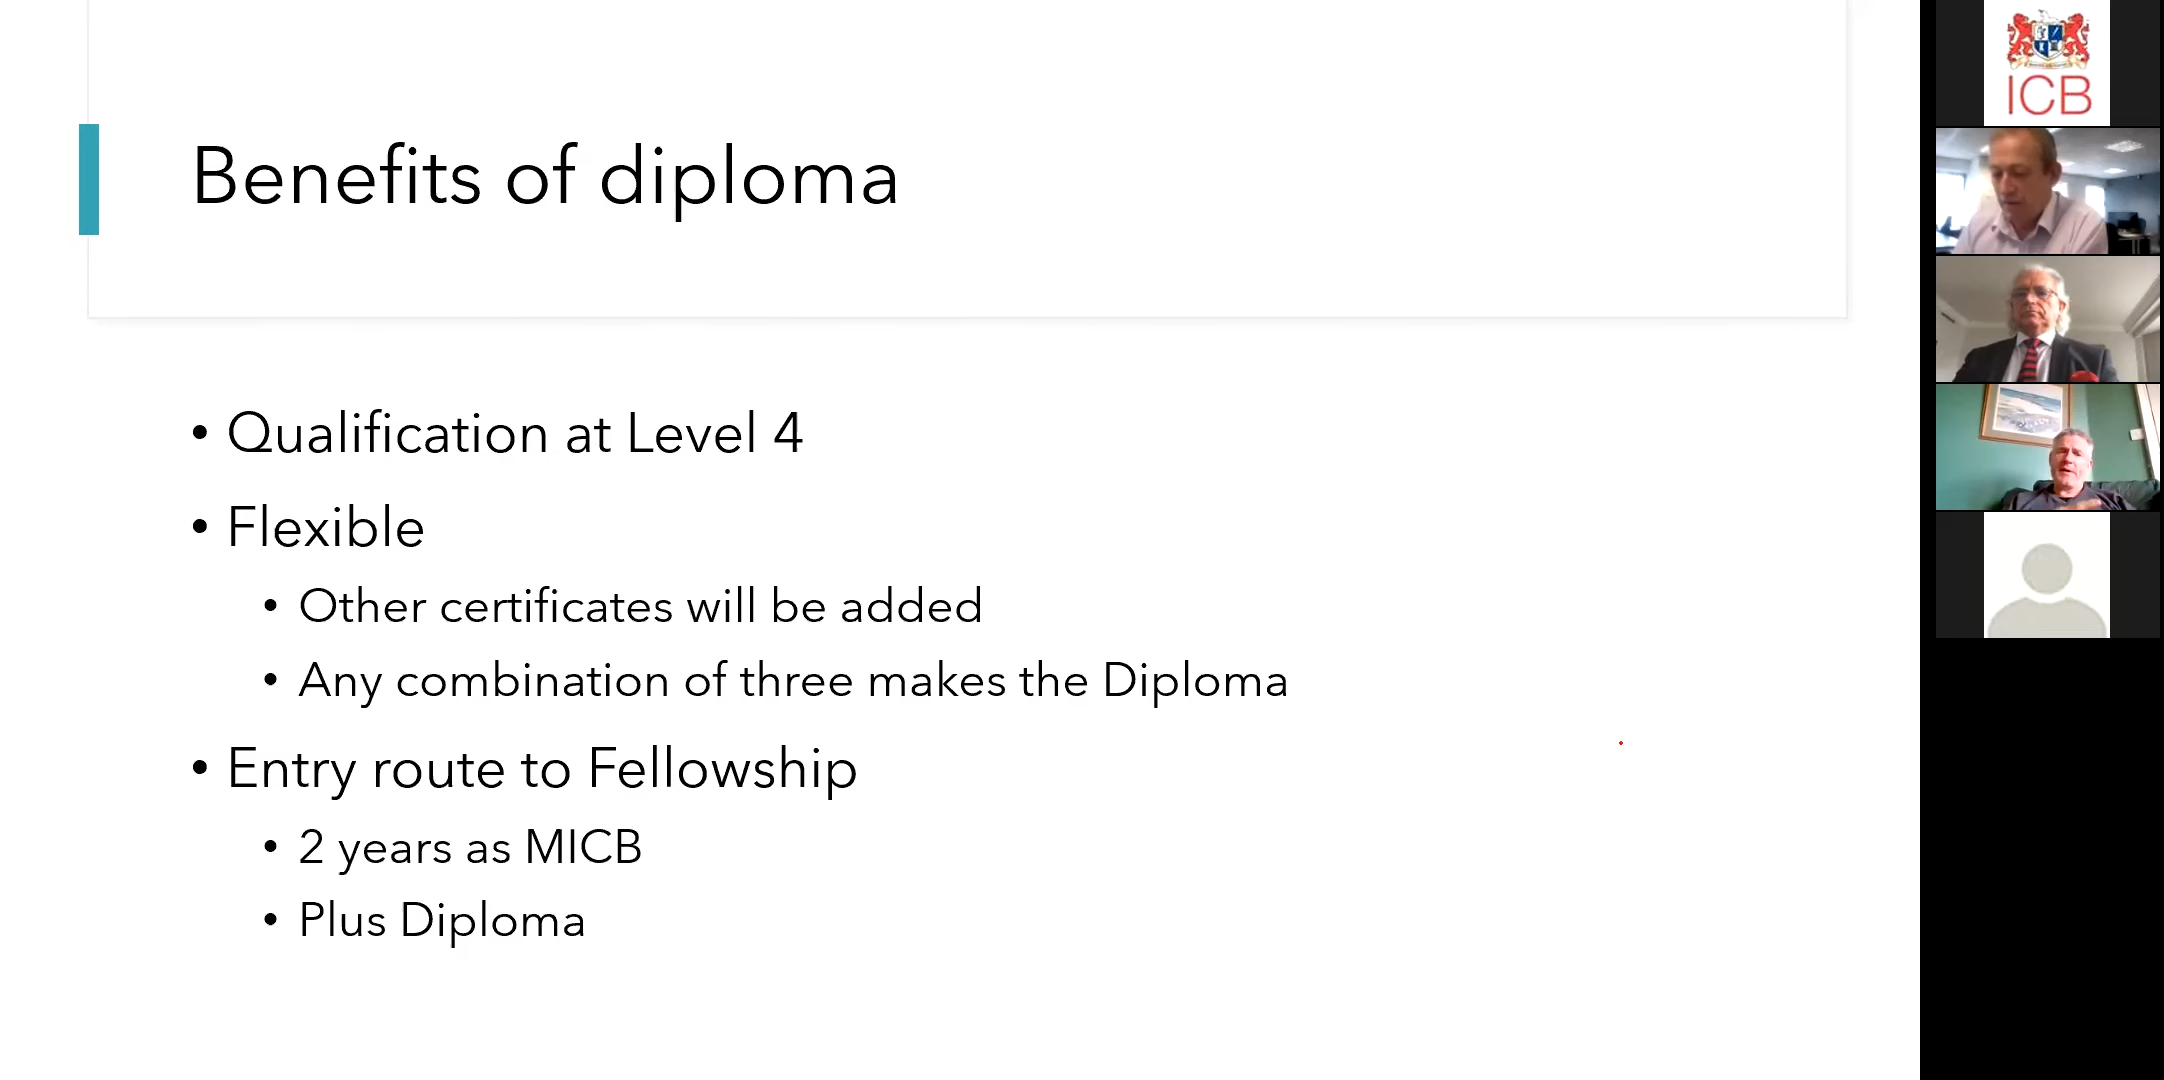 Benefits of diploma
• Qualification at Level 4
• Flexible
• Other certificates will be added
• Any combination of three makes the Diploma
• Entry route to Fellowship
• 2 years as MICB
• Plus Diploma
ICB